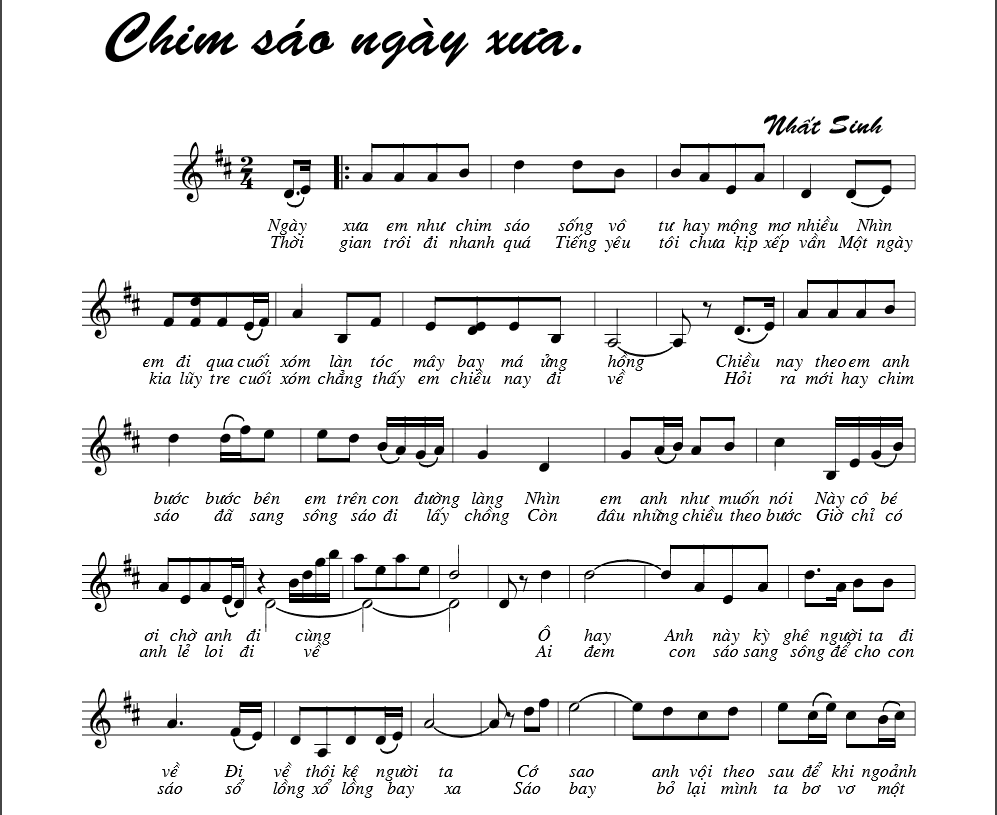 Chim sáo ngày xưa.
Nhất Sinh
2
4
Ngày xưa em như chim sáo sống vô tư hay mộng mơ nhiều Nhìn
Thời gian trôi đi nhanh quá Tiếng yêu tôi chưa kịp xếp vần Một ngày
em đi qua cuối xóm làn tóc mây bay má ửng hồng Chiều nay theo em anh
kia lũy tre cuối xóm chẳng thấy em chiều nay đi về Hỏi ra mới hay chim
bước bước bên em trên con đường làng Nhìn em anh như muốn nói Này cô bé
sáo đã sang sông sáo đi lấy chồng Còn đâu những chiều theo bước Giờ chỉ có
ơi chờ anh đi cùng Ô hay Anh này kỳ ghê người ta đi
anh lẻ loi đi về Ai đem con sáo sang sông để cho con
về Đi về thôi kệ người ta Cớ sao anh vội theo sau để khi ngoảnh
sáo sổ lồng xổ lồng bay xa Sáo bay bỏ lại mình ta bơ vơ một